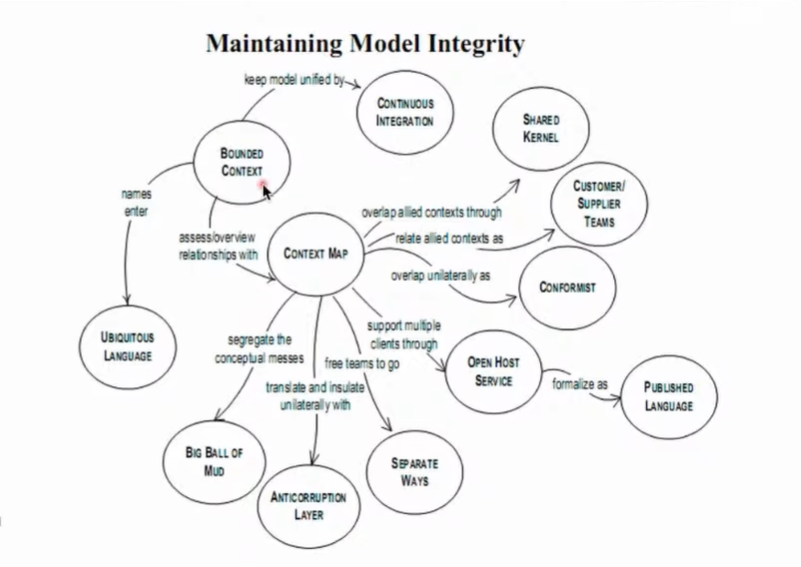 Maintaining Model Integrity
keep model unified by
CONTINUOUS
INTEGRATION
SHARED
KERNEL
BOUNDED
CONTEXT
names
enter
CUSTOMER/
SUPPLIER
TEAMS
overlap allied contexts through
assess/overview
relationships with
CONTEXT MAP
relate allied contexts as
overlap unilaterally as
CONFORMIST
UBIQUITOUS
LANGUAGE
segregate the
conceptual messes
support multiple
clients through
free teams to go
OPEN HOST
SERVICE
formalize as
PUBLISHED
LANGUAGE
translate and insulate
unilaterally with
BIG BALL OF
MUD
SEPARATE
WAYS
ANTICORRUPTION
LAYER